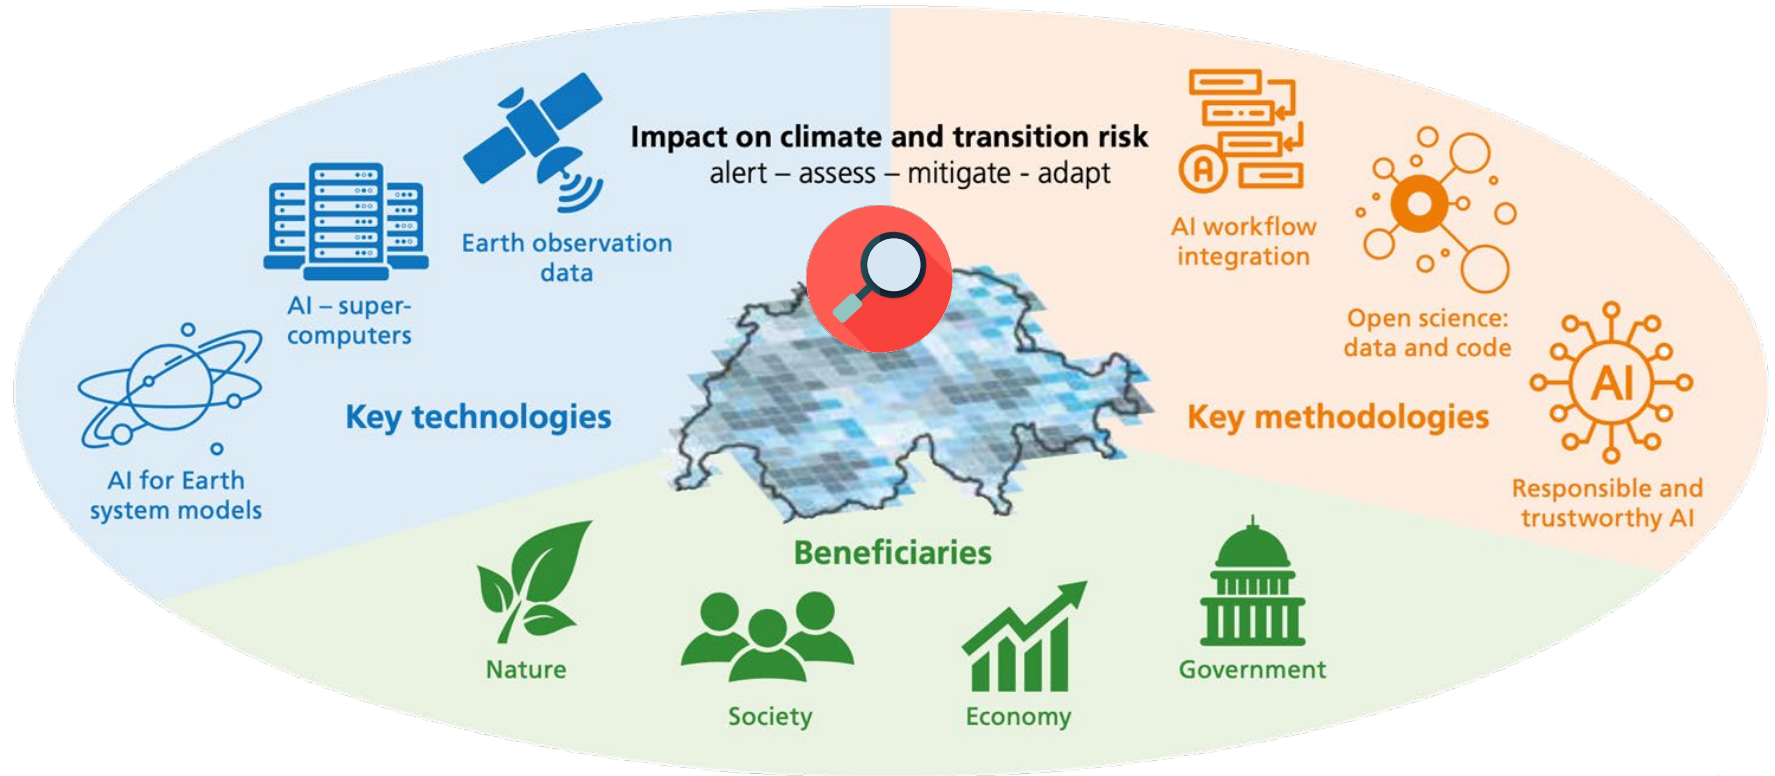 Impact on climate and transition risk
alert – assess – mitigate - adapt
Earth observation
data
AI – super-
computers
AI for Earth
system models
Key technologies
AI workflow
integration
Open science:
data and code
AI
Responsible and
trustworthy AI
Key methodologies
Beneficiaries
Nature
Society
Economy
Government
A